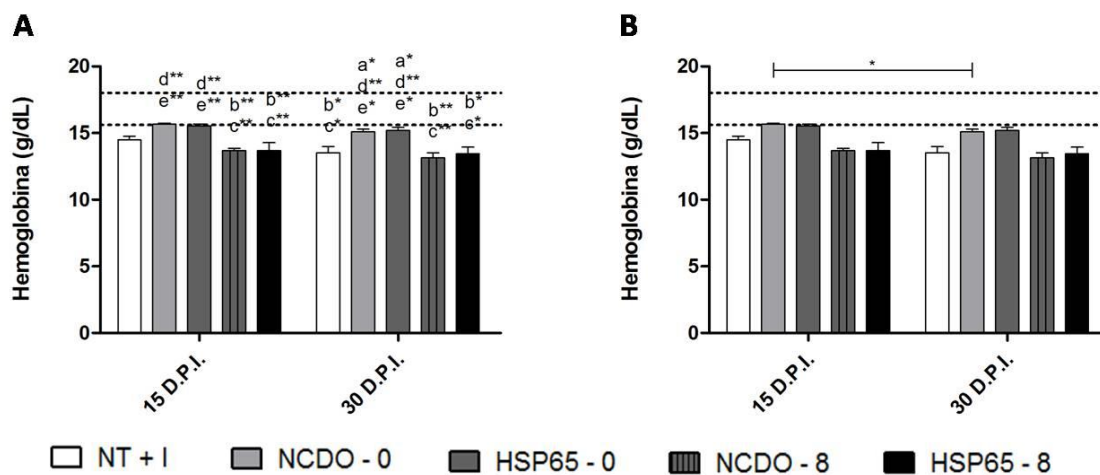 A
Hemoglobina (g/dL)
20
15
10
5
0
d** d** a* a*
e** e** b** b** b* d** d** b** b*
c** c** c* e* e* c** c*
15 D.P.I. 30 D.P.I.
B
Hemoglobina (g/dL)
20
15
10
5
0
*
15 D.P.I. 30 D.P.I.
NT + I NCDO - 0 HSP65 - 0 NCDO - 8 HSP65 - 8